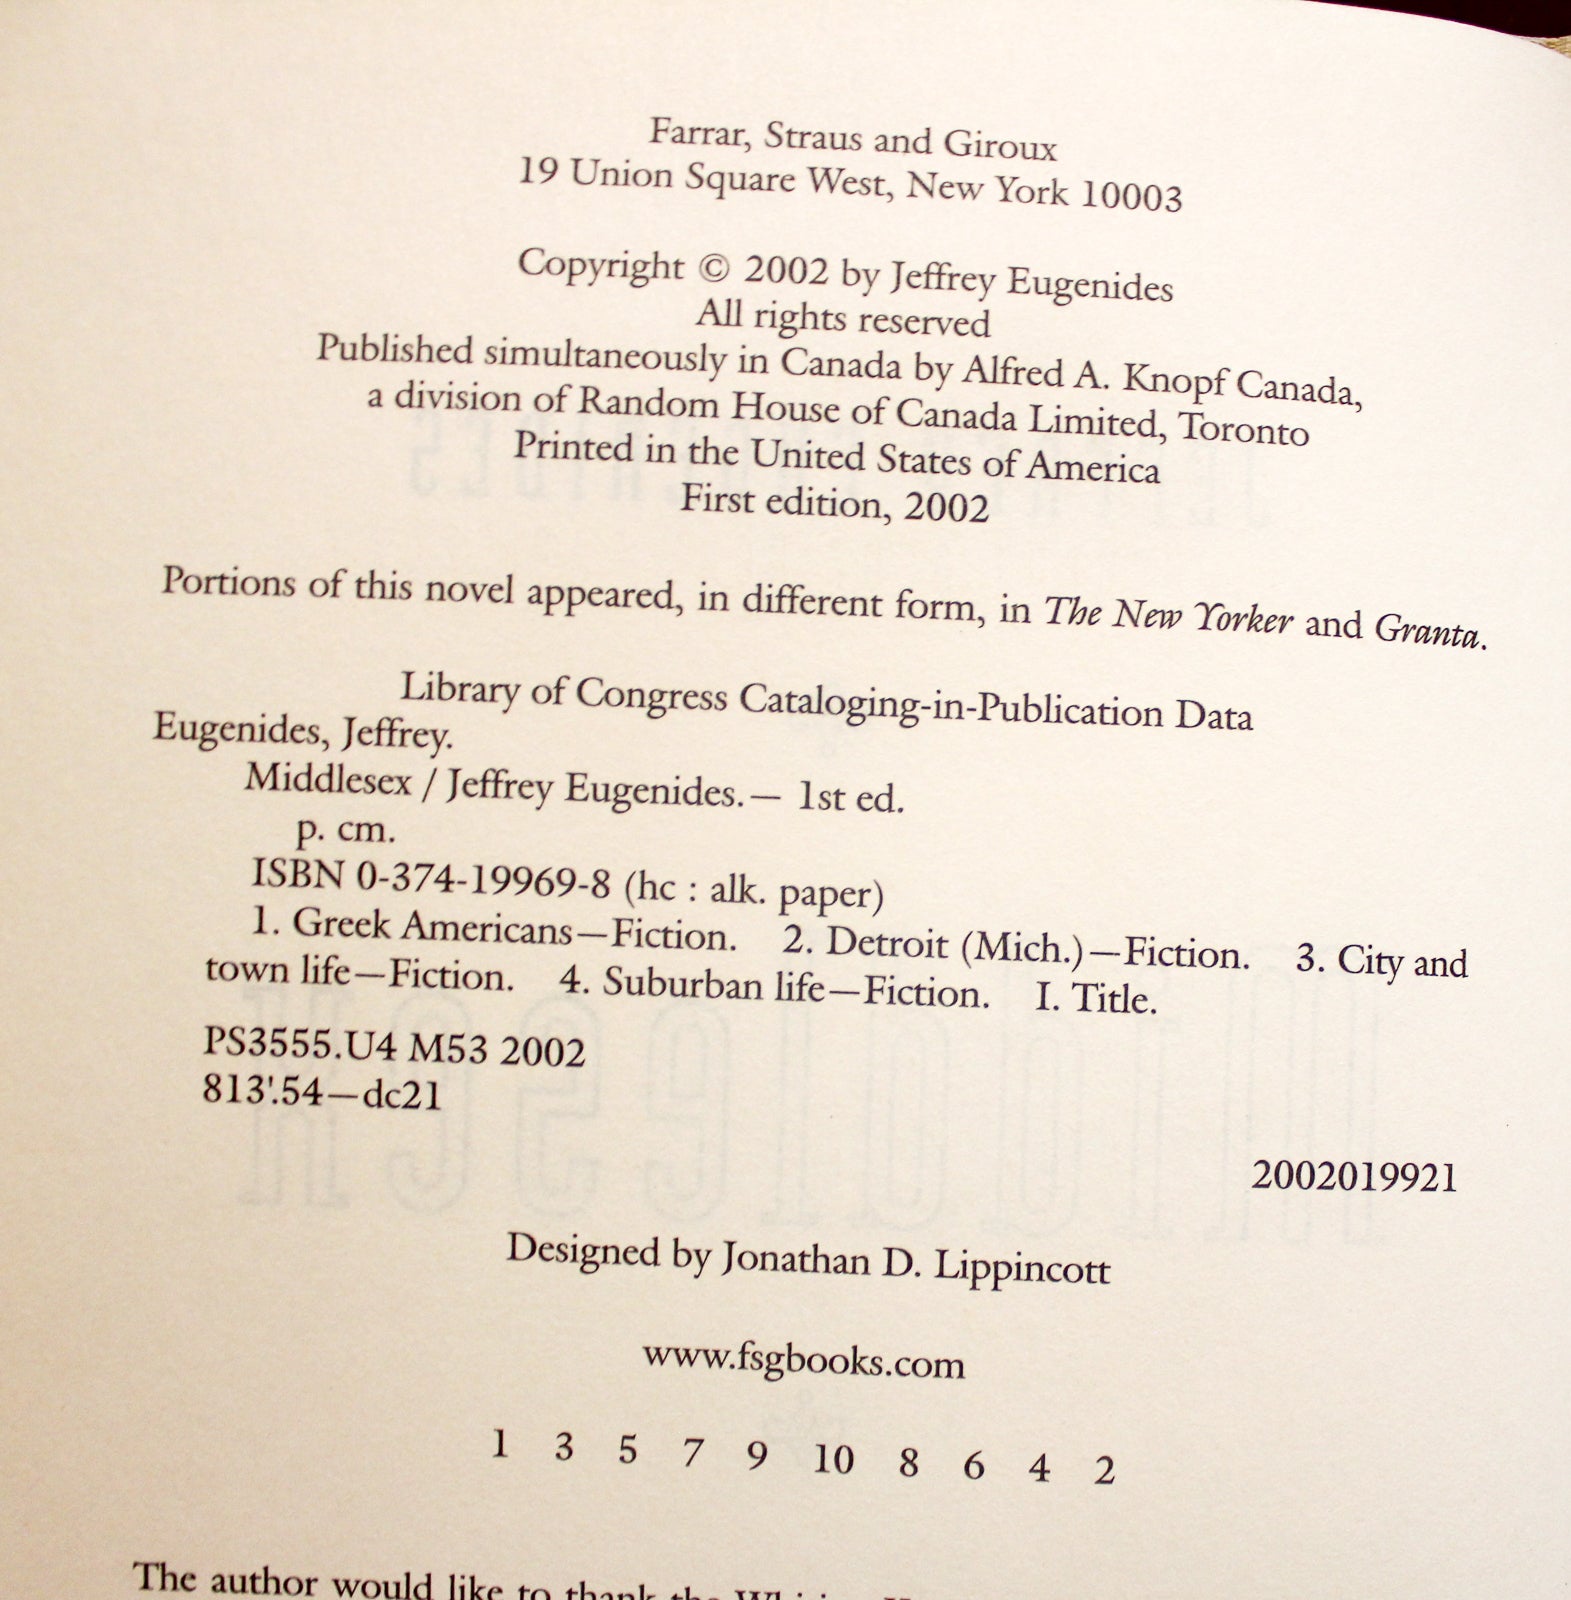 Farrar, Straus and Giroux
19 Union Square West, New York 10003
Copyright © 2002 by Jeffrey Eugenides
All rights reserved
Published simultaneously in Canada by Alfred A. Knopf Canada,
a division of Random House of Canada Limited, Toronto
Printed in the United States of America
First edition, 2002
Portions of this novel appeared, in different form, in The New Yorker and Granta.
Library of Congress Cataloging-in-Publication Data
Eugenides, Jeffrey.
Middlesex / Jeffrey Eugenides.— 1st ed.
p. cm.
ISBN 0-374-19969-8 (hc : alk. paper)
1. Greek Americans—Fiction. 2. Detroit (Mich.)—Fiction. 3. City and
town life—Fiction. 4. Suburban life—Fiction. I. Title.
PS3555.U4 M53 2002
813'.54—dc21
2002019921
Designed by Jonathan D. Lippincott
www.fsgbooks.com
1 3 5 7 9 10 8 6 4 2
The author would like to thank the